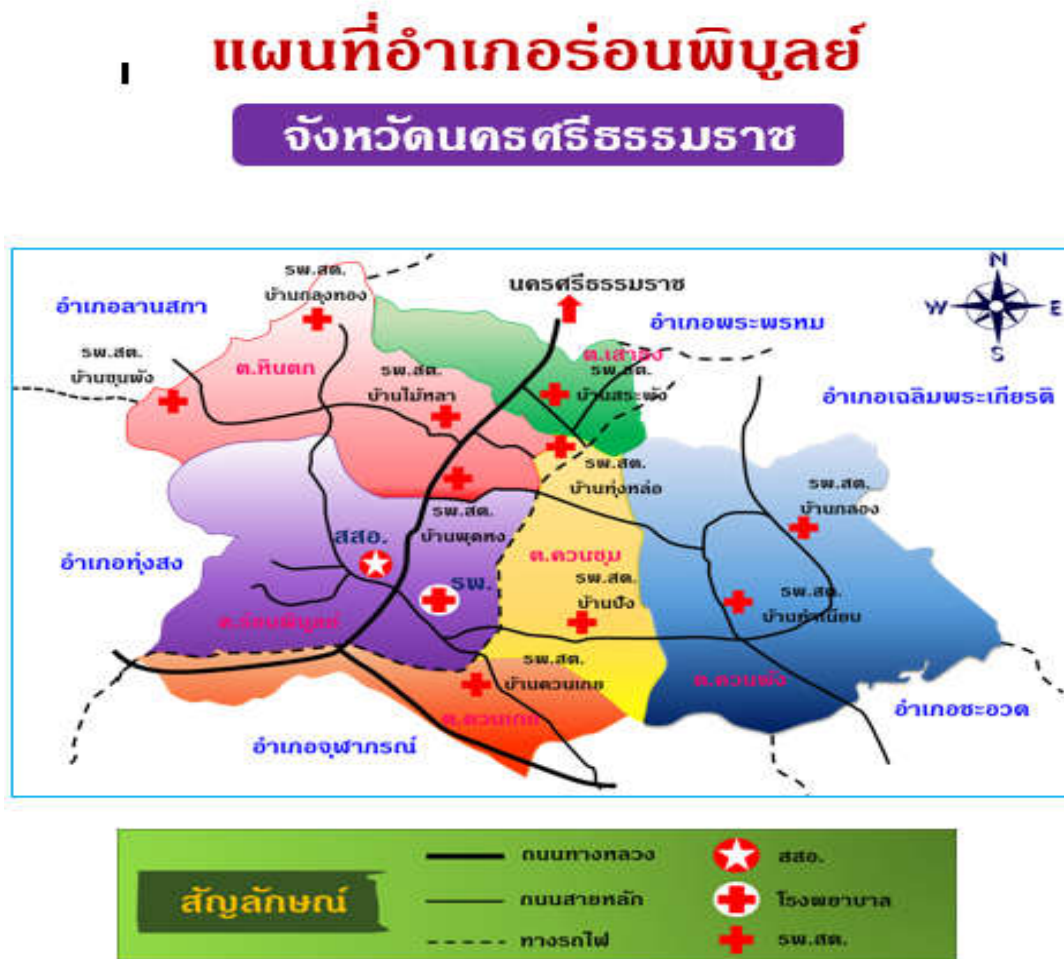 แผนที่อำเภอร่อนพิบูลย์
จังหวัดนครศรีธรรมราช
N
W
E
S
นครศรีธรรมราช
อำเภอลานสกา
อำเภอพระพรหม
อำเภอเฉลิมพระเกียรติ
อำเภอทุ่งสง
อำเภอจุฬาภรณ์
อำเภอชะอวด
รพ.สต.
บ้านกลงทอง
รพ.สต.
บ้านขุนพัง
ต.หินตก
รพ.สต.
บ้านไม้หลา
ต.เสาธง
รพ.สต.
บ้านสระพัง
รพ.สต.
บ้านทุ่งหล่อ
รพ.สต.
บ้านพุดหง
รพ.สต.
บ้านกลอง
สสอ.
รพ.
ต.ควนชุม
รพ.สต.
บ้านปัง
รพ.สต.
บ้านทำเนียบ
ต.ร่อนพิบูลย์
รพ.สต.
บ้านควนเกย
ต.ควนพัง
ต.ควนเกย
สัญลักษณ์
ถนนทางหลวง
สสอ.
ถนนสายหลัก
โรงพยาบาล
ทางรถไฟ
รพ.สต.